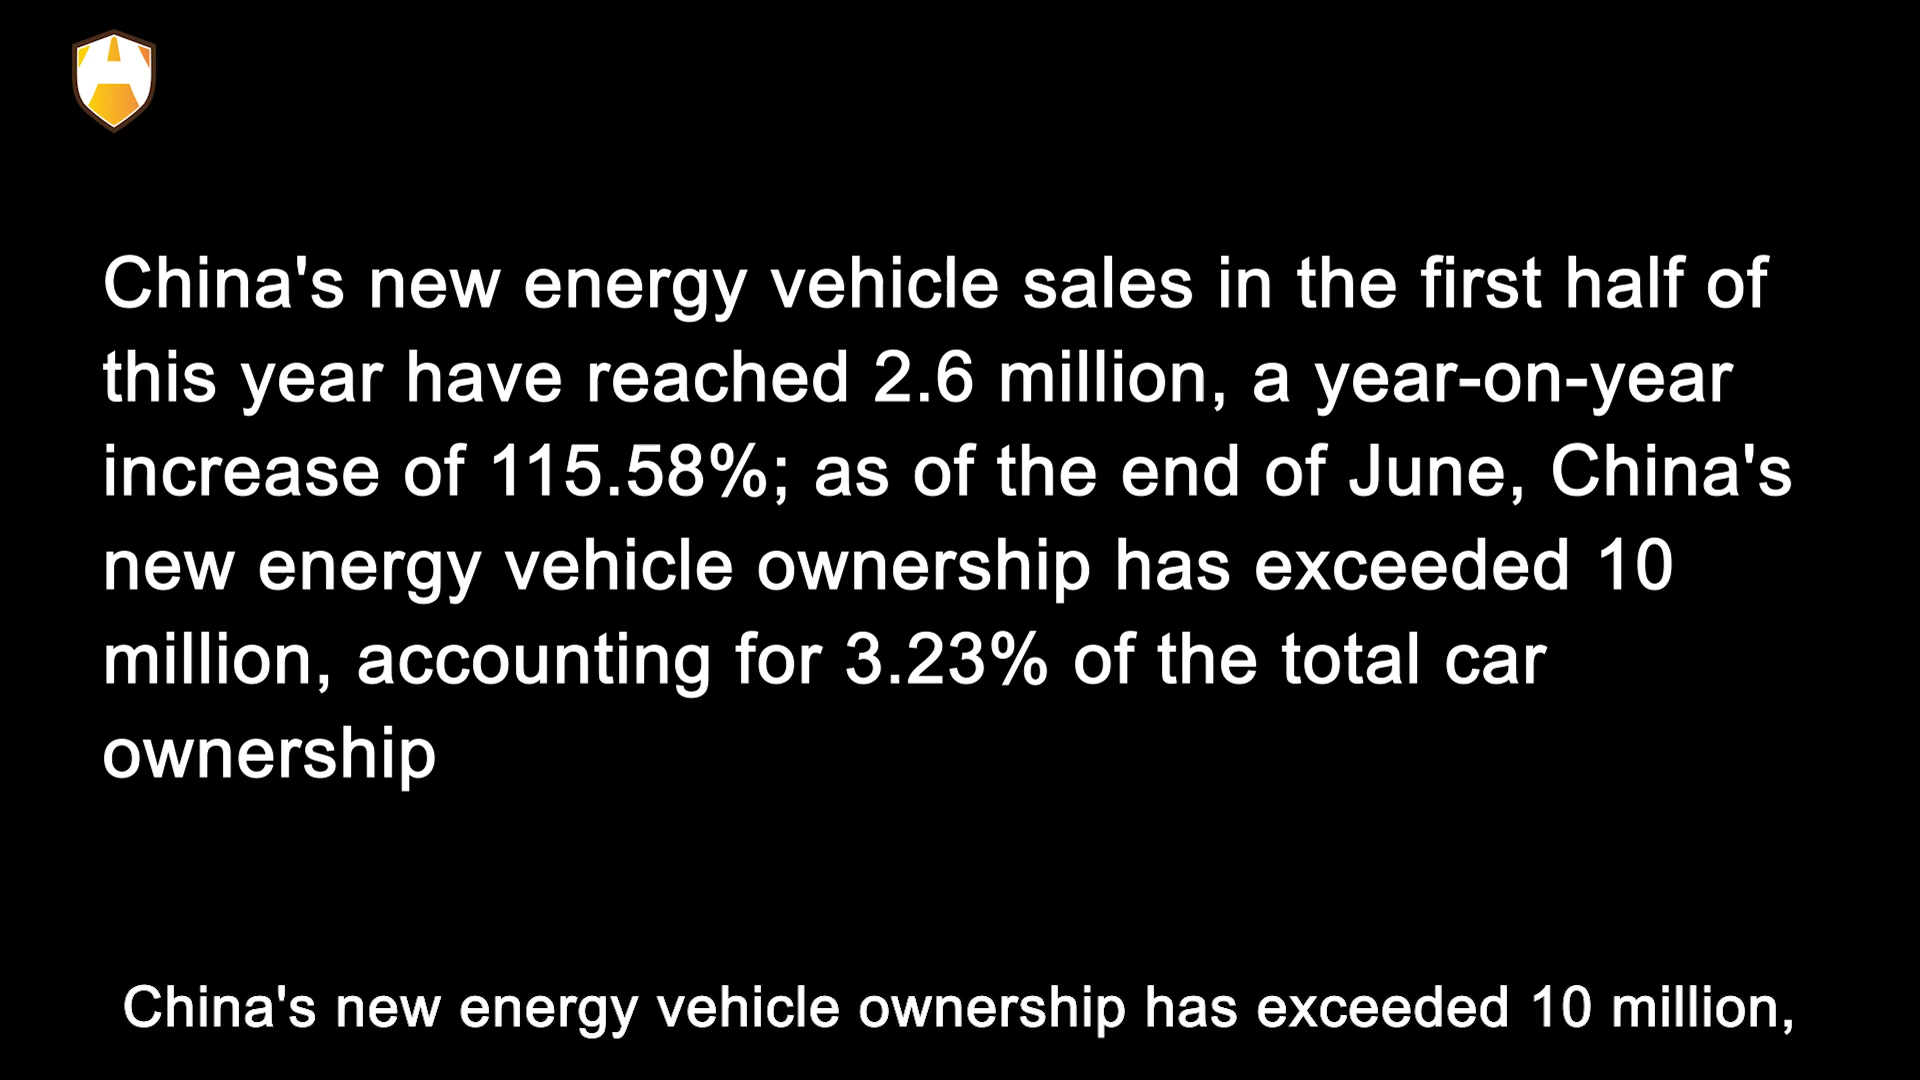 China's new energy vehicle sales in the first half of
this year have reached 2.6 million, a year-on-year
increase of 115.58%; as of the end of June, China's
new energy vehicle ownership has exceeded 10
million, accounting for 3.23% of the total car
ownership
China's new energy vehicle ownership has exceeded 10 million,